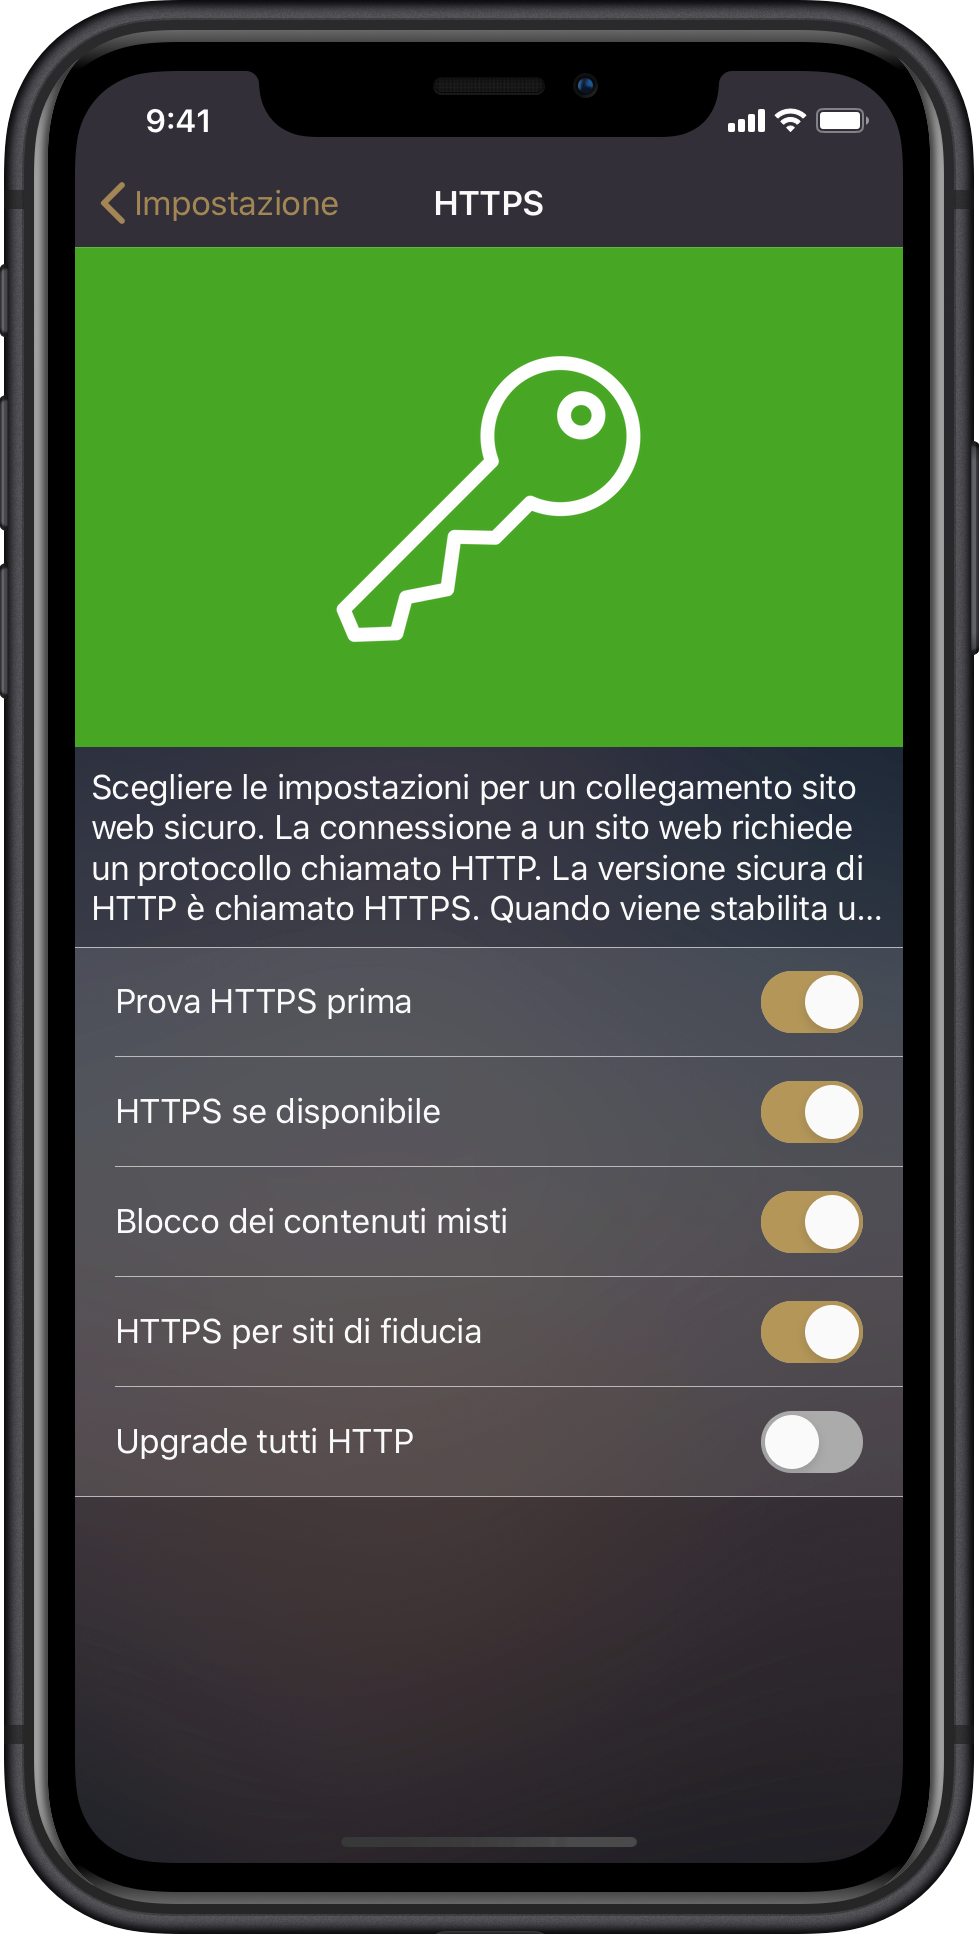 9:41
Impostazione
HTTPS
Scegliere le impostazioni per un collegamento sito
web sicuro. La connessione a un sito web richiede
un protocollo chiamato HTTP. La versione sicura di
HTTP è chiamato HTTPS. Quando viene stabilita u...
Prova HTTPS prima
HTTPS se disponibile
Blocco dei contenuti misti
HTTPS per siti di fiducia
Upgrade tutti HTTP